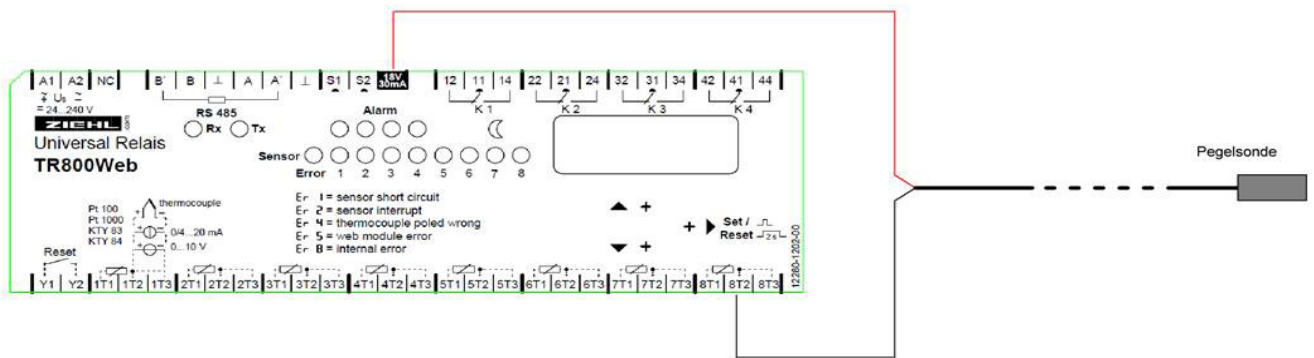 A1 A2 NC B' B ⊥ A A' ⊥ S1 S2 18V 30mA 12 11 14 22 21 24 32 31 34 42 41 44
Us
= 24...240 V
RS 485
Alarm
K 1 K 2 K 3 K 4
ZIEHL .com
Rx Tx
Universal Relais
TR800Web
Sensor
Error 1 2 3 4 5 6 7 8
Pegelsonde
Pt 100
Pt 1000
KTY 83
KTY 84
thermocouple
0/4...20 mA
0...10 V
Er 1 = sensor short circuit
Er 2 = sensor interrupt
Er 4 = thermocouple poled wrong
Er 5 = web module error
Er 8 = internal error
+
+
+
Set /
Reset 2s
12280-1202-00
Reset
Y1 Y2 1T1 1T2 1T3 2T1 2T2 2T3 3T1 3T2 3T3 4T1 4T2 4T3 5T1 5T2 5T3 6T1 6T2 6T3 7T1 7T2 7T3 8T1 8T2 8T3